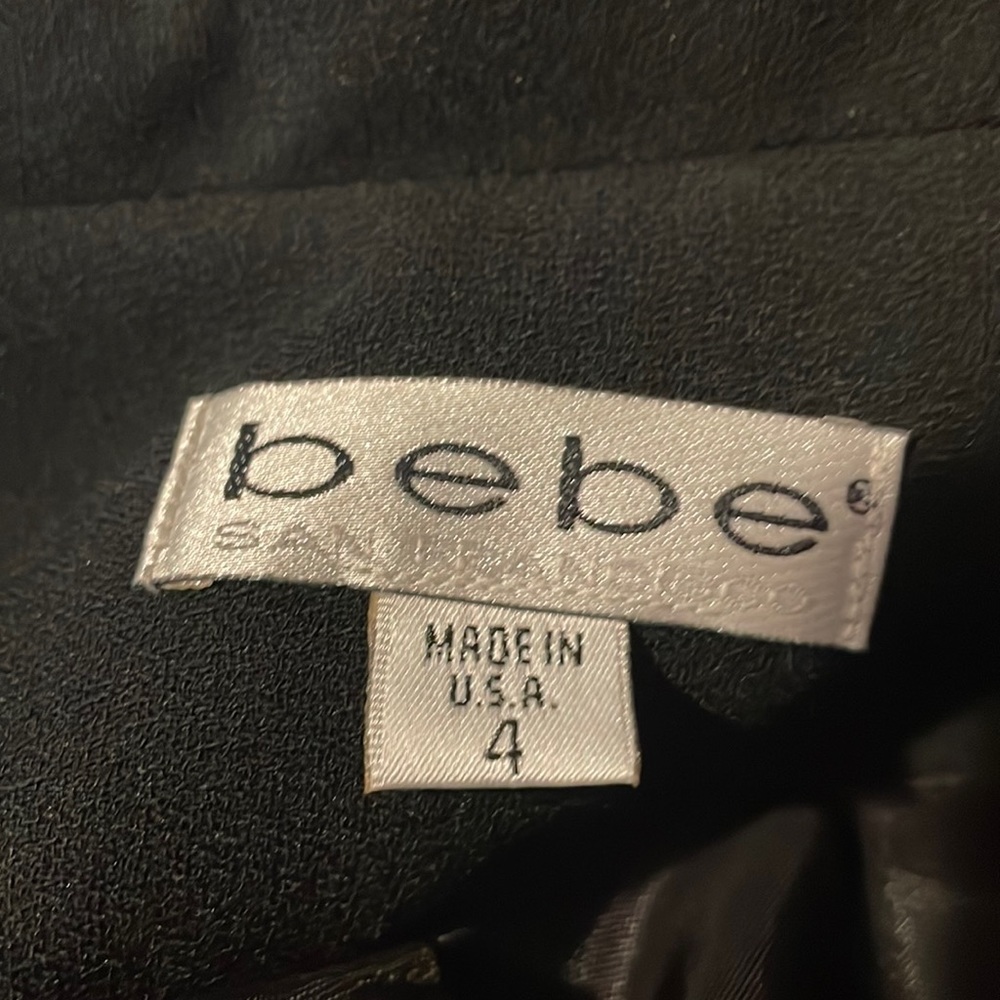 bebe®
SAN FRANCISCO
MADE IN
U.S.A.
4